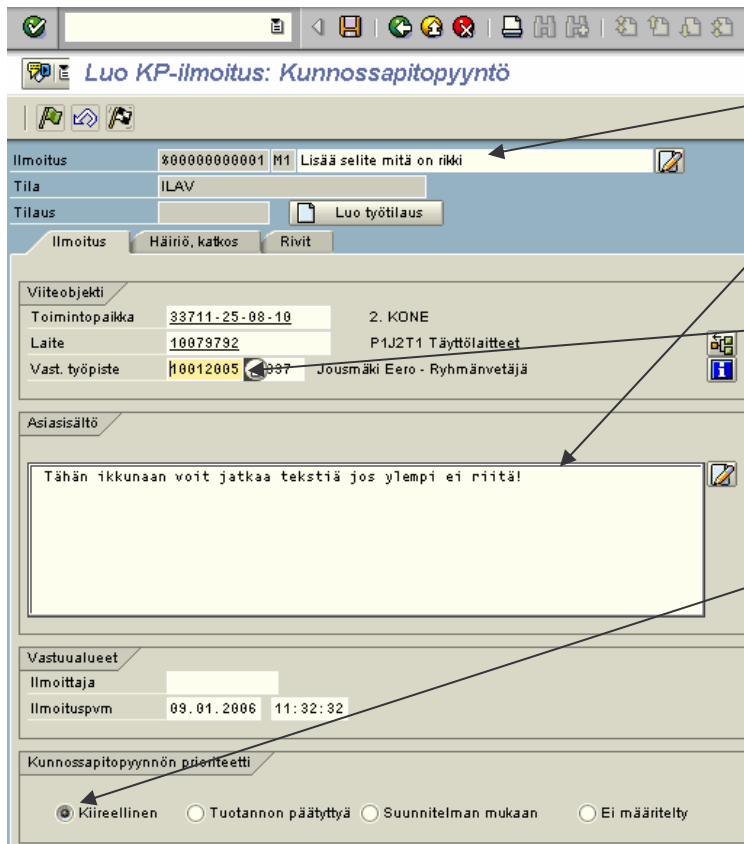 Luo KP-ilmoitus: Kunnossapitopyyntö
Ilmoitus %00000000001 M1 Lisää selite mitä on rikki
Tila ILAV
Tilaus Luo työtilaus
Ilmoitus Häiriö, katkos Rivit
Viiteobjekti
Toimintopaikka 33711-25-08-10 2. KONE
Laite 10079792 P1J2T1 Täyttölaitteet
Vast. työpiste 10012005 Jousmäki Eero - Ryhmänvetäjä
Asiasisältö
Tähän ikkunaan voit jatkaa tekstiä jos ylempi ei riitä!
Vastuualueet
Ilmoittaja
Ilmoituspvm 09.01.2006 11:32:32
Kunnossapitopyynnön prioriteetti
Kiireellinen Tuotannon päätyttyä Suunnitelman mukaan Ei määritelty